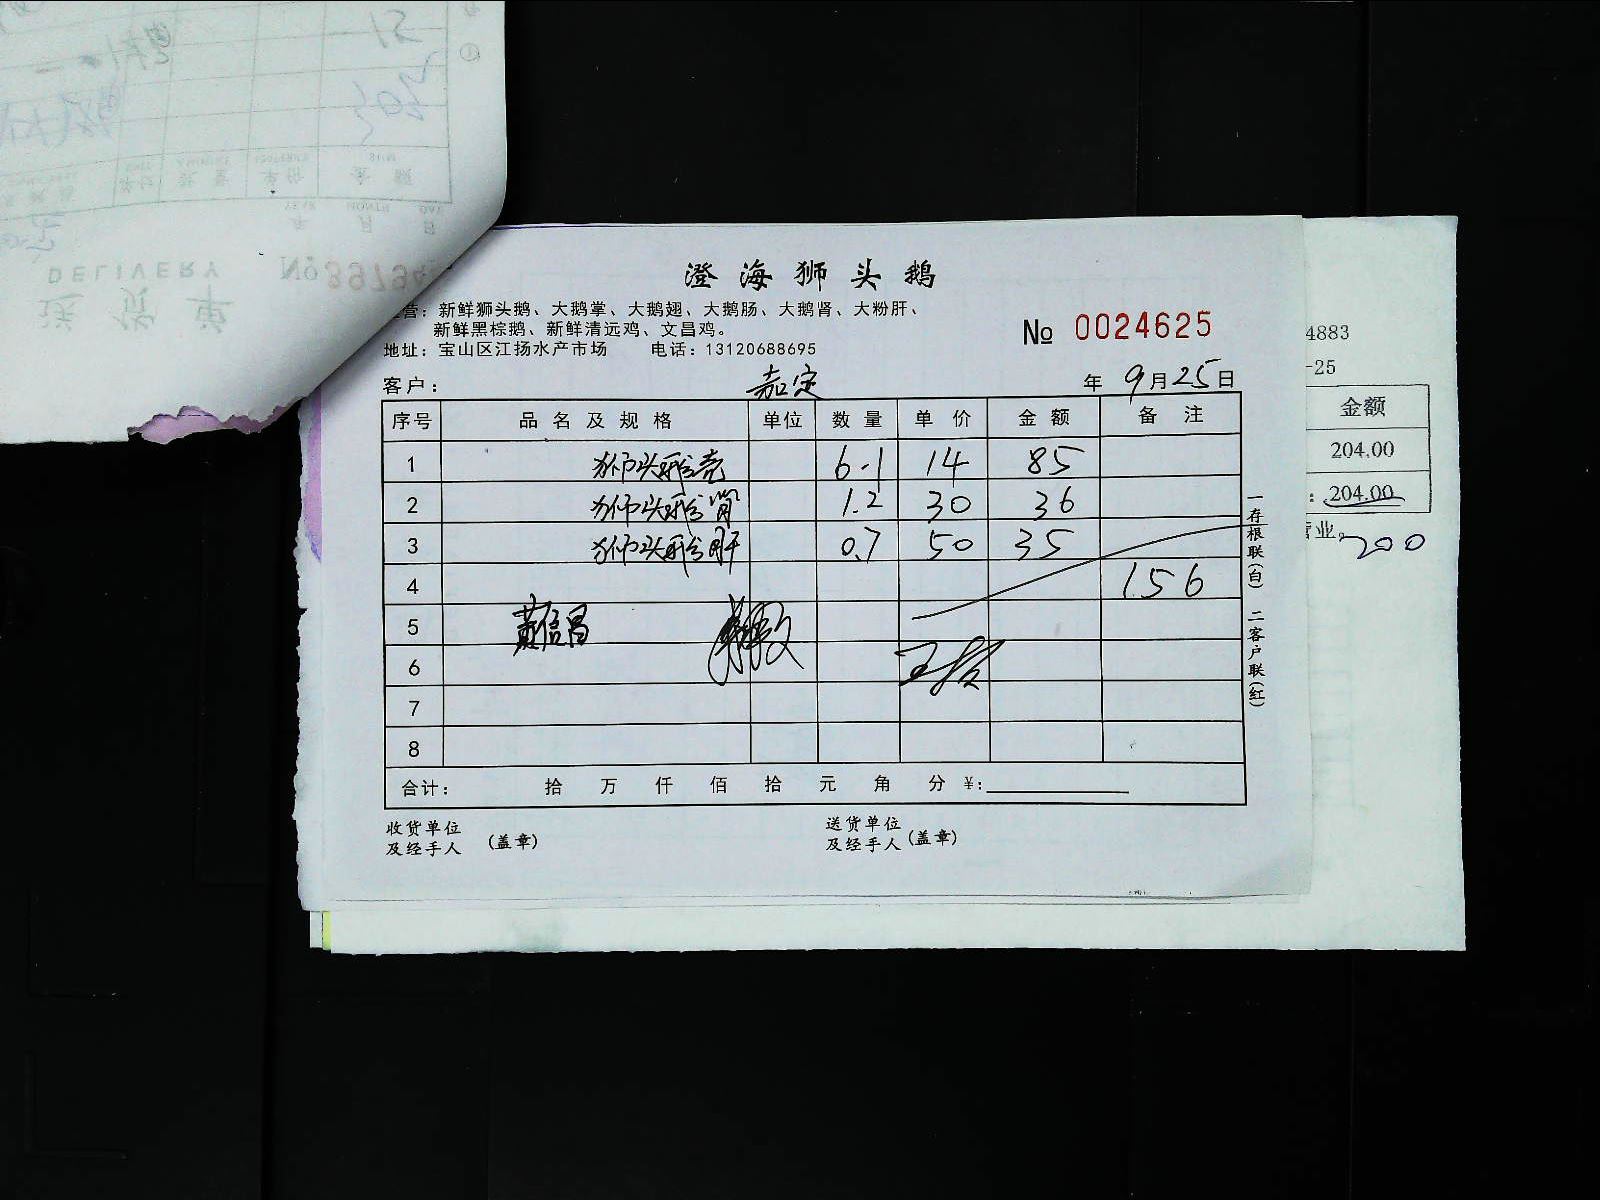 澄海狮头鹅
营：新鲜狮头鹅、大鹅掌、大鹅翅、大鹅肠、大鹅肾、大粉肝、
新鲜黑棕鹅、新鲜清远鸡、文昌鸡。
地址：宝山区江扬水产市场 电话：13120688695
№ 0024625
客户： 嘉定 年 9月25日
序号 品名及规格 单位 数量 单价 金额 备注
1 狮头鹅壳 6.1 14 85
2 狮头鹅肾 1.2 30 36
3 狮头鹅肝 0.7 50 35
4 156
5 黄信昌
6
7
8
合计： 拾 万 仟 佰 拾 元 角 分 ¥：
收货单位
及经手人 （盖章）
送货单位
及经手人（盖章）
一存根联（白） 二客户联（红）
4883
-25
金额
204.00
：204.00
营业。
200
送货单
DELIVERY